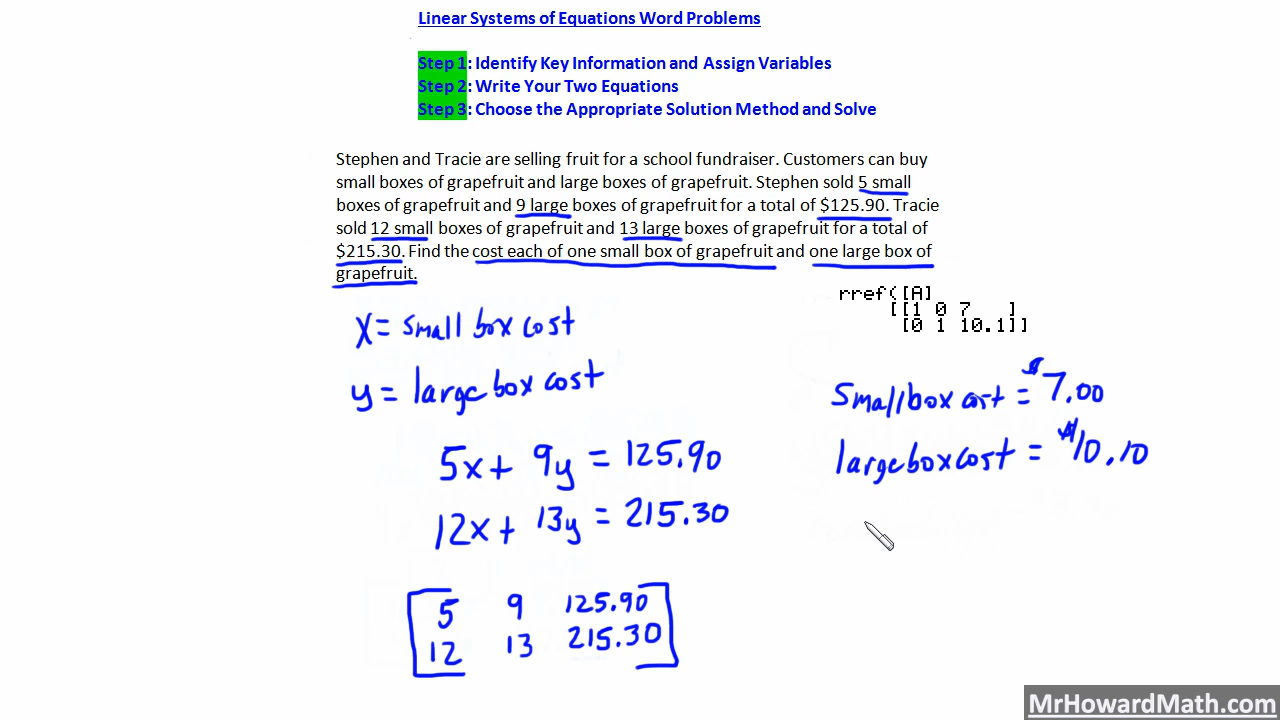 Linear Systems of Equations Word Problems
Step 1: Identify Key Information and Assign Variables
Step 2: Write Your Two Equations
Step 3: Choose the Appropriate Solution Method and Solve
Stephen and Tracie are selling fruit for a school fundraiser. Customers can buy
small boxes of grapefruit and large boxes of grapefruit. Stephen sold 5 small
boxes of grapefruit and 9 large boxes of grapefruit for a total of $125.90. Tracie
sold 12 small boxes of grapefruit and 13 large boxes of grapefruit for a total of
$215.30. Find the cost each of one small box of grapefruit and one large box of
grapefruit.
rref([A]
[[1 0 7 ]
[0 1 10.1]]
x = small box cost
y = large box cost
small box cost = $7.00
large box cost = $10.10
5x + 9y = 125.90
12x + 13y = 215.30
5 9 125.90
12 13 215.30
MrHowardMath.com